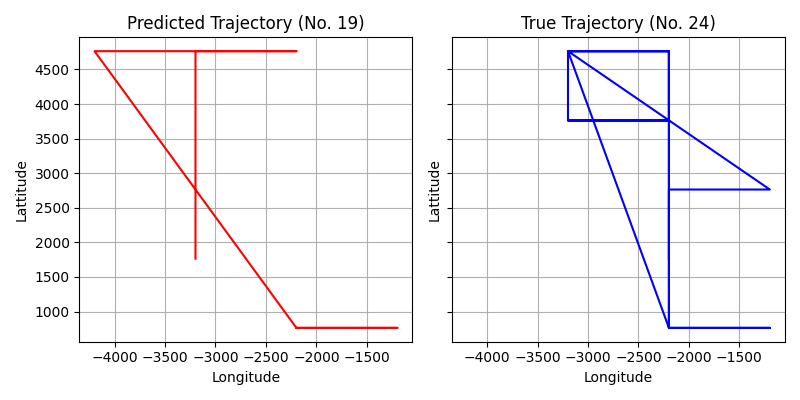 Predicted Trajectory (No. 19)
True Trajectory (No. 24)
Lattitude
4500
4000
3500
3000
2500
2000
1500
1000
−4000 −3500 −3000 −2500 −2000 −1500
Longitude
Lattitude
−4000 −3500 −3000 −2500 −2000 −1500
Longitude